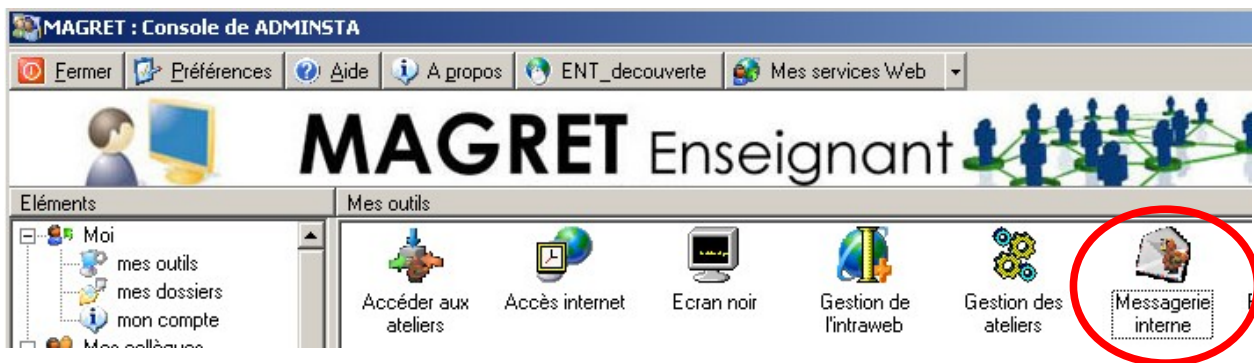 MAGRET : Console de ADMINSTA
Fermer Préférences Aide A propos ENT_decouverte Mes services Web
MAGRET Enseignant
Eléments Mes outils
Moi
mes outils
mes dossiers
mon compte
Mes collègues
Accéder aux
ateliers
Accès internet
Ecran noir
Gestion de
l'intraweb
Gestion des
ateliers
Messagerie
interne